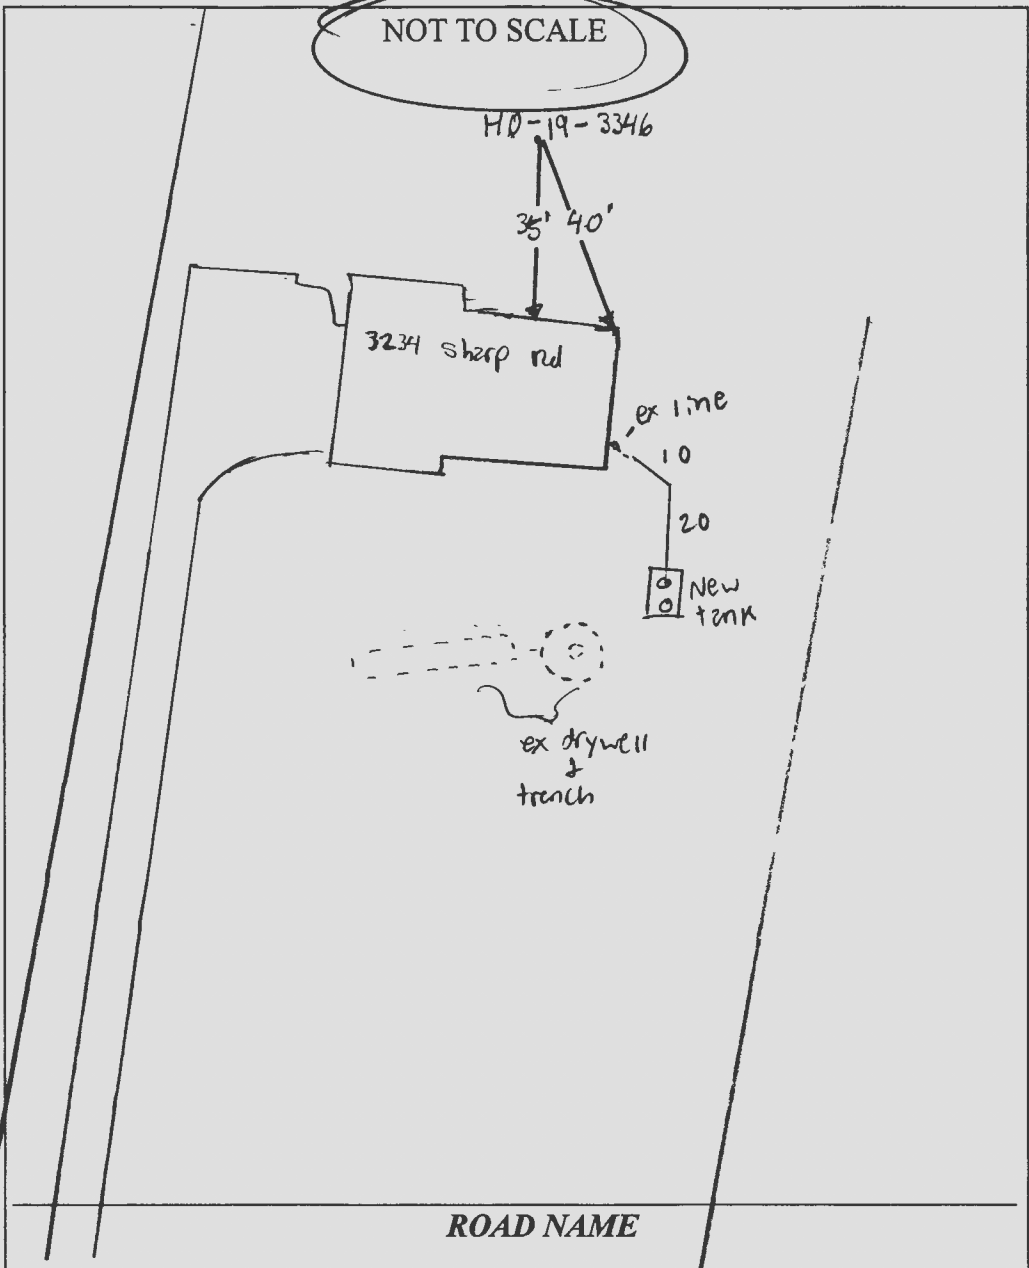 NOT TO SCALE
HO-19-3346
35' 40'
3234 sharp rd
ex line
10
20
New
tank
ex drywell
&
trench
ROAD NAME